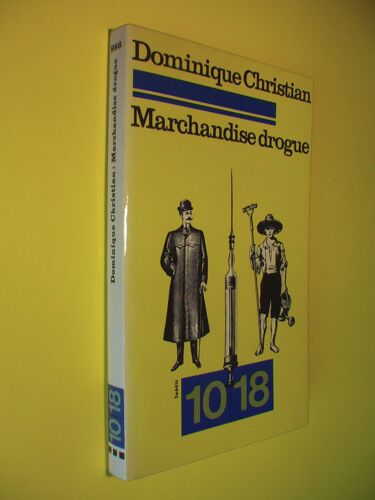 Dominique Christian
Marchandise drogue
inédit
10 18
986
Dominique Christian : Marchandise drogue
10 18